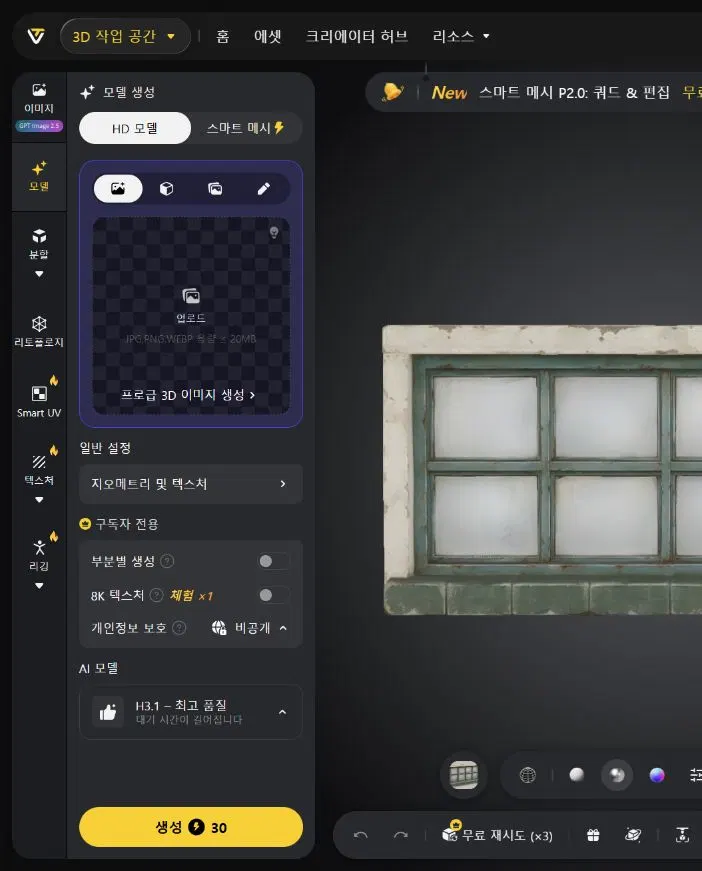 3D 작업 공간
홈
에셋
크리에이터 허브
리소스
이미지
GPT Image 2.5
모델
분할
리토폴로지
Smart UV
텍스처
리깅
모델 생성
HD 모델
스마트 메시
업로드
JPG,PNG,WEBP 용량 ≤ 20MB
프로급 3D 이미지 생성 >
일반 설정
지오메트리 및 텍스처
구독자 전용
부분별 생성
8K 텍스처 체험 ×1
개인정보 보호 비공개
AI 모델
H3.1 – 최고 품질
대기 시간이 길어집니다
생성 30
New 스마트 메시 P2.0: 쿼드 & 편집 무료
무료 재시도 (×3)